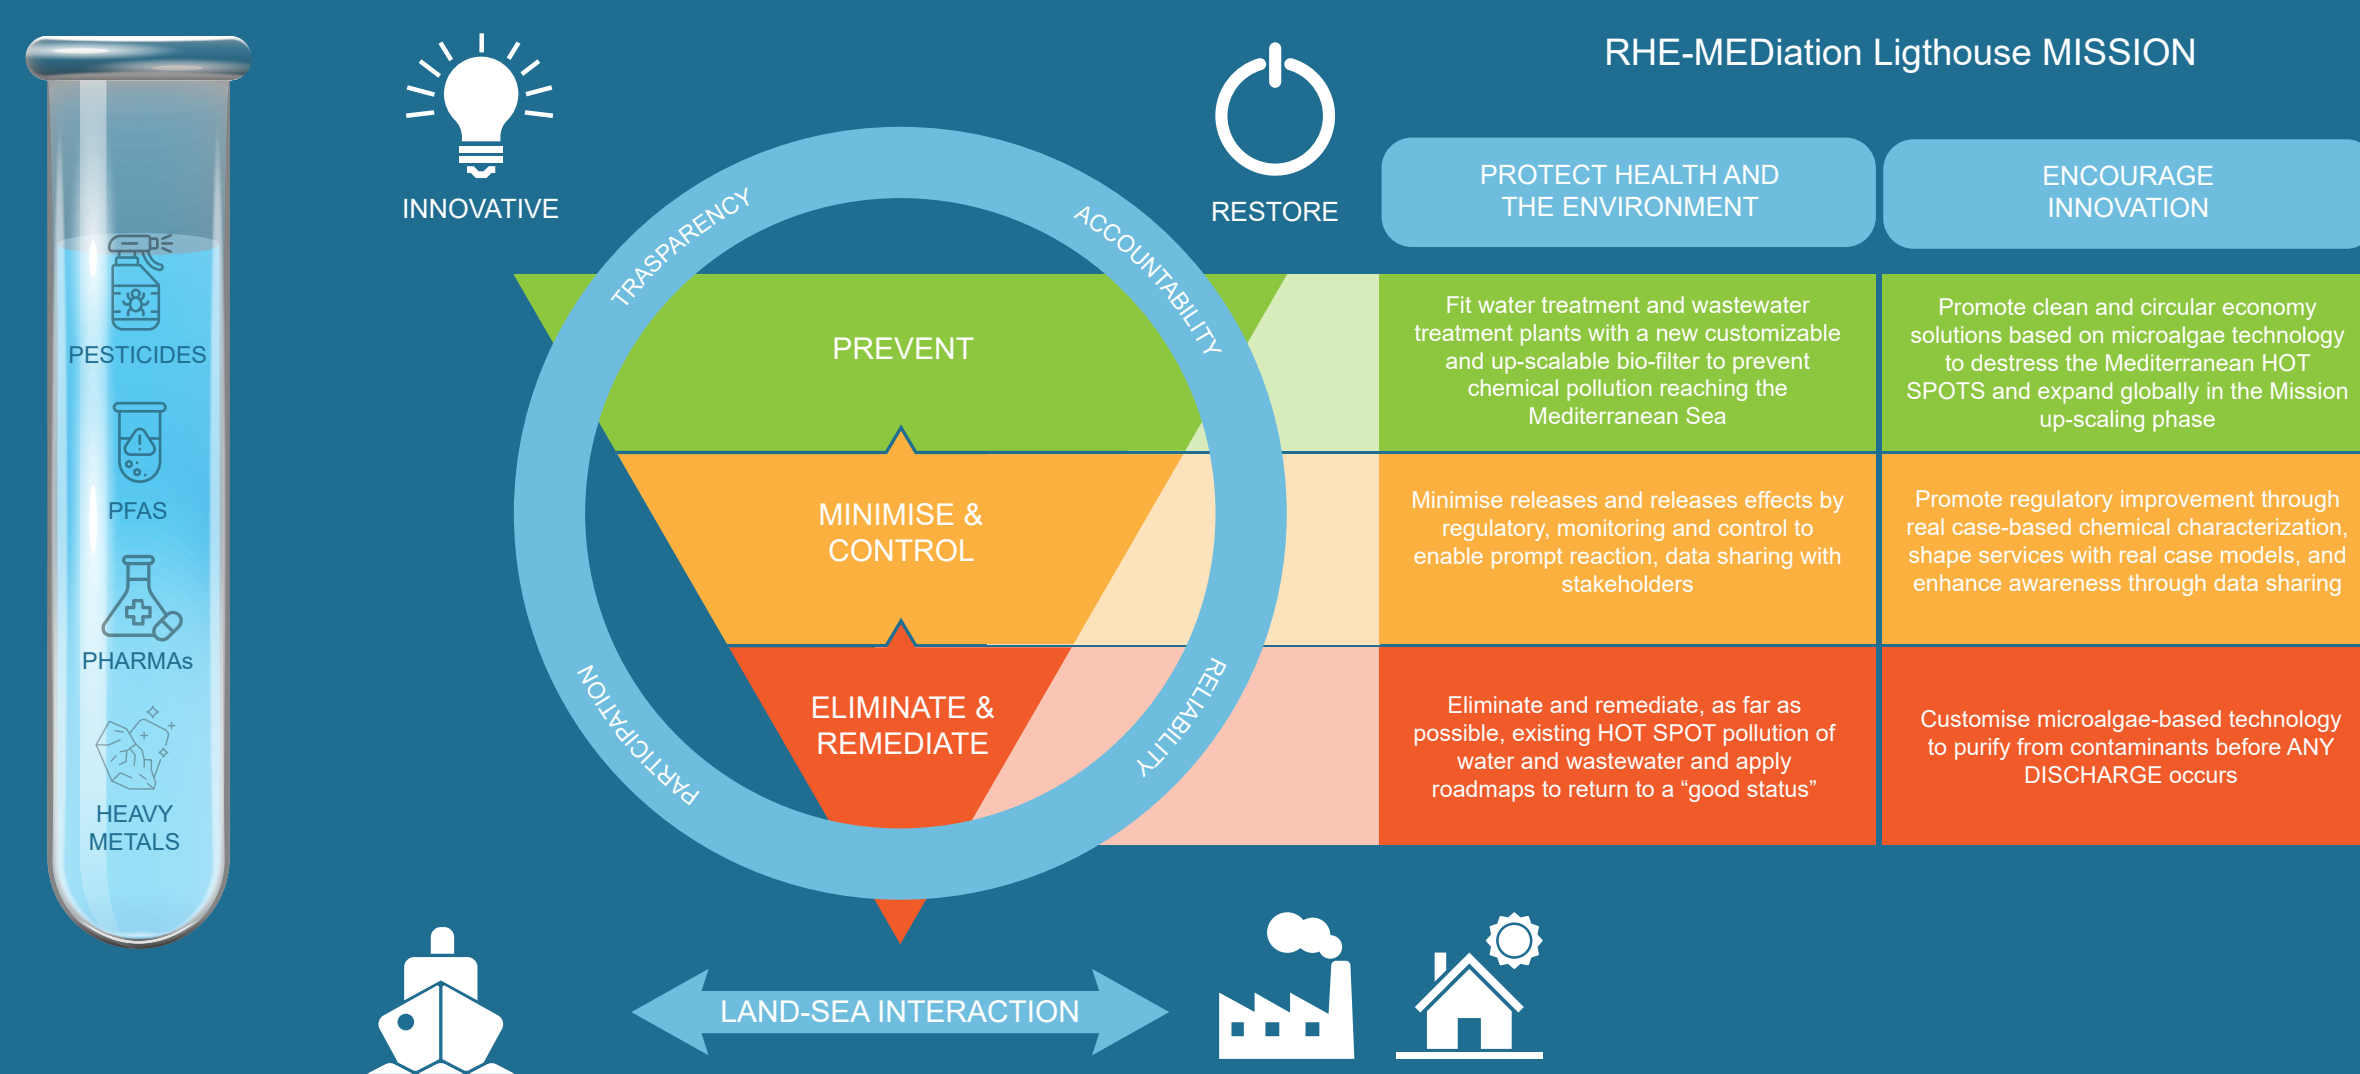 RHE-MEDiation Ligthouse MISSION
INNOVATIVE
RESTORE
PROTECT HEALTH AND
THE ENVIRONMENT
ENCOURAGE
INNOVATION
TRASPARENCY
ACCOUNTABILITY
PARTICIPATION
RELIABILITY
PESTICIDES
PFAS
PHARMAs
HEAVY
METALS
PREVENT
Fit water treatment and wastewater
treatment plants with a new customizable
and up-scalable bio-filter to prevent
chemical pollution reaching the
Mediterranean Sea
Promote clean and circular economy
solutions based on microalgae technology
to destress the Mediterranean HOT
SPOTS and expand globally in the Mission
up-scaling phase
MINIMISE &
CONTROL
Minimise releases and releases effects by
regulatory, monitoring and control to
enable prompt reaction, data sharing with
stakeholders
Promote regulatory improvement through
real case-based chemical characterization,
shape services with real case models, and
enhance awareness through data sharing
ELIMINATE &
REMEDIATE
Eliminate and remediate, as far as
possible, existing HOT SPOT pollution of
water and wastewater and apply
roadmaps to return to a “good status”
Customise microalgae-based technology
to purify from contaminants before ANY
DISCHARGE occurs
LAND-SEA INTERACTION